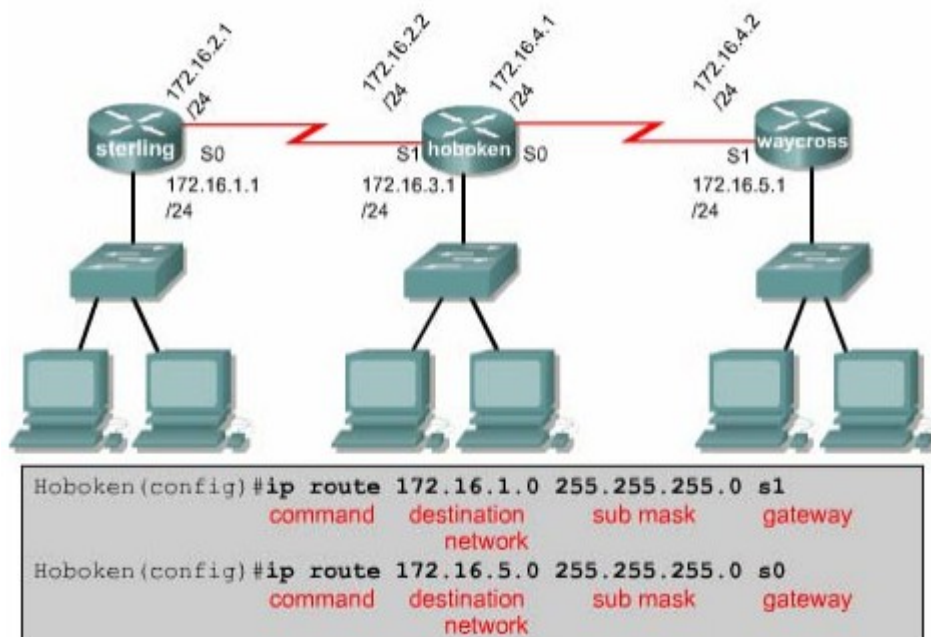 172.16.2.1
/24
172.16.2.2
/24
172.16.4.1
/24
172.16.4.2
/24
sterling
S0
S1
hoboken
S0
S1
waycross
172.16.1.1
/24
172.16.3.1
/24
172.16.5.1
/24
Hoboken(config)#ip route 172.16.1.0 255.255.255.0 s1
command destination sub mask gateway
network
Hoboken(config)#ip route 172.16.5.0 255.255.255.0 s0
command destination sub mask gateway
network